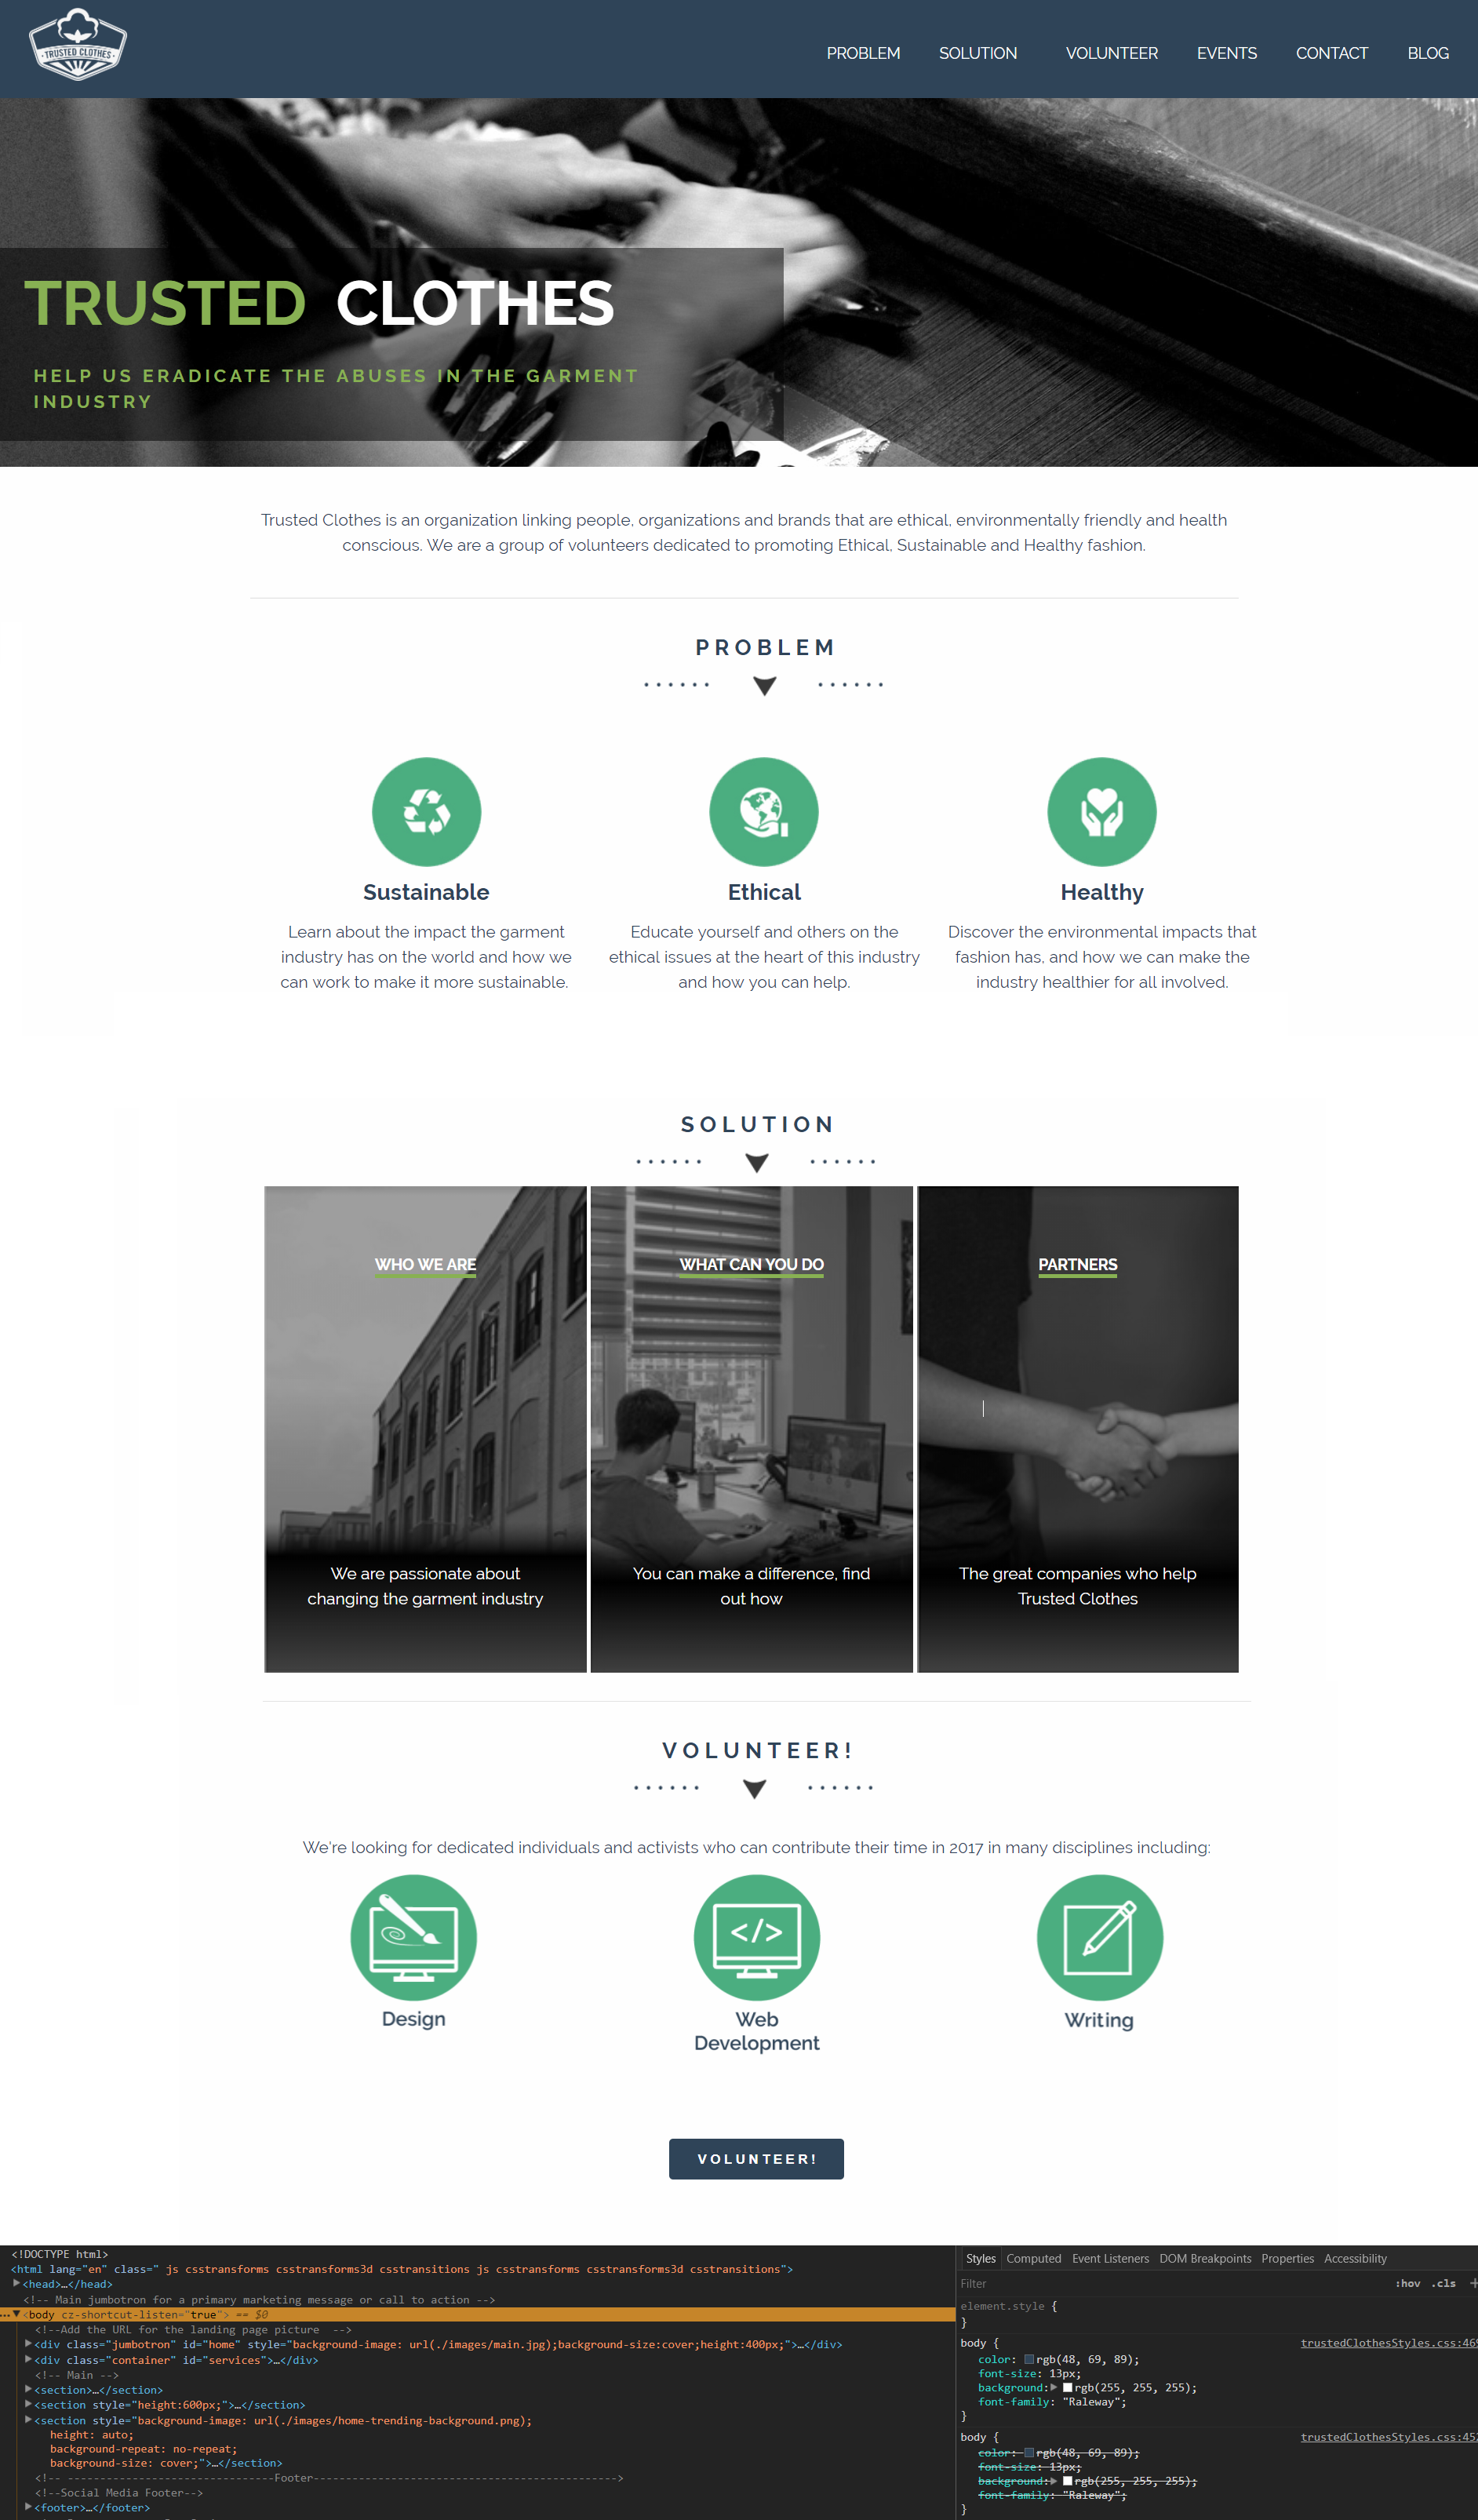 TRUSTED CLOTHES
PROBLEM SOLUTION VOLUNTEER EVENTS CONTACT BLOG
TRUSTED CLOTHES
HELP US ERADICATE THE ABUSES IN THE GARMENT
INDUSTRY
Trusted Clothes is an organization linking people, organizations and brands that are ethical, environmentally friendly and health
conscious. We are a group of volunteers dedicated to promoting Ethical, Sustainable and Healthy fashion.
PROBLEM
Sustainable
Learn about the impact the garment
industry has on the world and how we
can work to make it more sustainable.
Ethical
Educate yourself and others on the
ethical issues at the heart of this industry
and how you can help.
Healthy
Discover the environmental impacts that
fashion has, and how we can make the
industry healthier for all involved.
SOLUTION
WHO WE ARE
We are passionate about
changing the garment industry
WHAT CAN YOU DO
You can make a difference, find
out how
PARTNERS
The great companies who help
Trusted Clothes
VOLUNTEER!
We're looking for dedicated individuals and activists who can contribute their time in 2017 in many disciplines including:
</>
Design
Web
Development
Writing
VOLUNTEER!
<!DOCTYPE html>
<html lang="en" class=" js csstransforms csstransforms3d csstransitions js csstransforms csstransforms3d csstransitions">
<head>…</head>
<!-- Main jumbotron for a primary marketing message or call to action -->
<body cz-shortcut-listen="true"> == $0
<!--Add the URL for the landing page picture  -->
<div class="jumbotron" id="home" style="background-image: url(./images/main.jpg);background-size:cover;height:400px;">…</div>
<div class="container" id="services">…</div>
<!-- Main -->
<section>…</section>
<section style="height:600px;">…</section>
<section style="background-image: url(./images/home-trending-background.png);
height: auto;
background-repeat: no-repeat;
background-size: cover;">…</section>
<!-- -------------------------------Footer--------------------------------------------->
<!--Social Media Footer-->
<footer>…</footer>
Styles Computed Event Listeners DOM Breakpoints Properties Accessibility
Filter :hov .cls +
element.style {
}
body { trustedClothesStyles.css:469
color: rgb(48, 69, 89);
font-size: 13px;
background: rgb(255, 255, 255);
font-family: "Raleway";
}
body { trustedClothesStyles.css:452
color: rgb(48, 69, 89);
font-size: 13px;
background: rgb(255, 255, 255);
font-family: "Raleway";
}